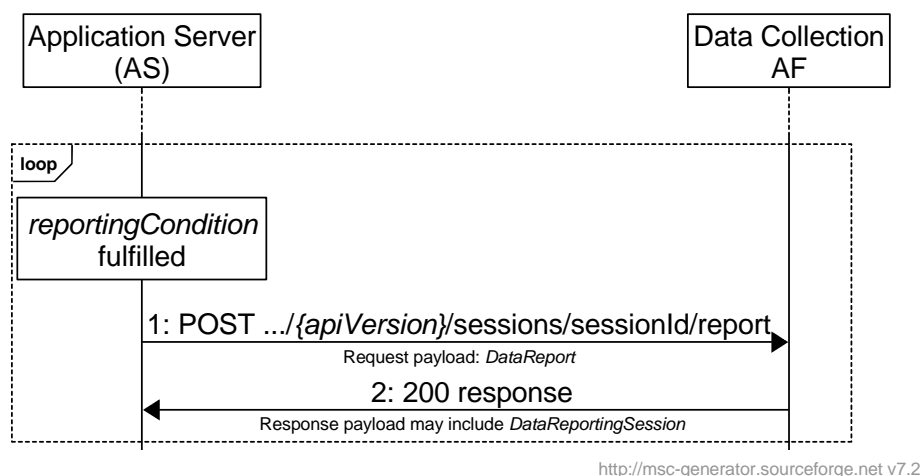 Application Server
(AS)
Data Collection
AF
loop
reportingCondition
fulfilled
1: POST .../{apiVersion}/sessions/sessionId/report
Request payload: DataReport
2: 200 response
Response payload may include DataReportingSession
http://msc-generator.sourceforge.net v7.2